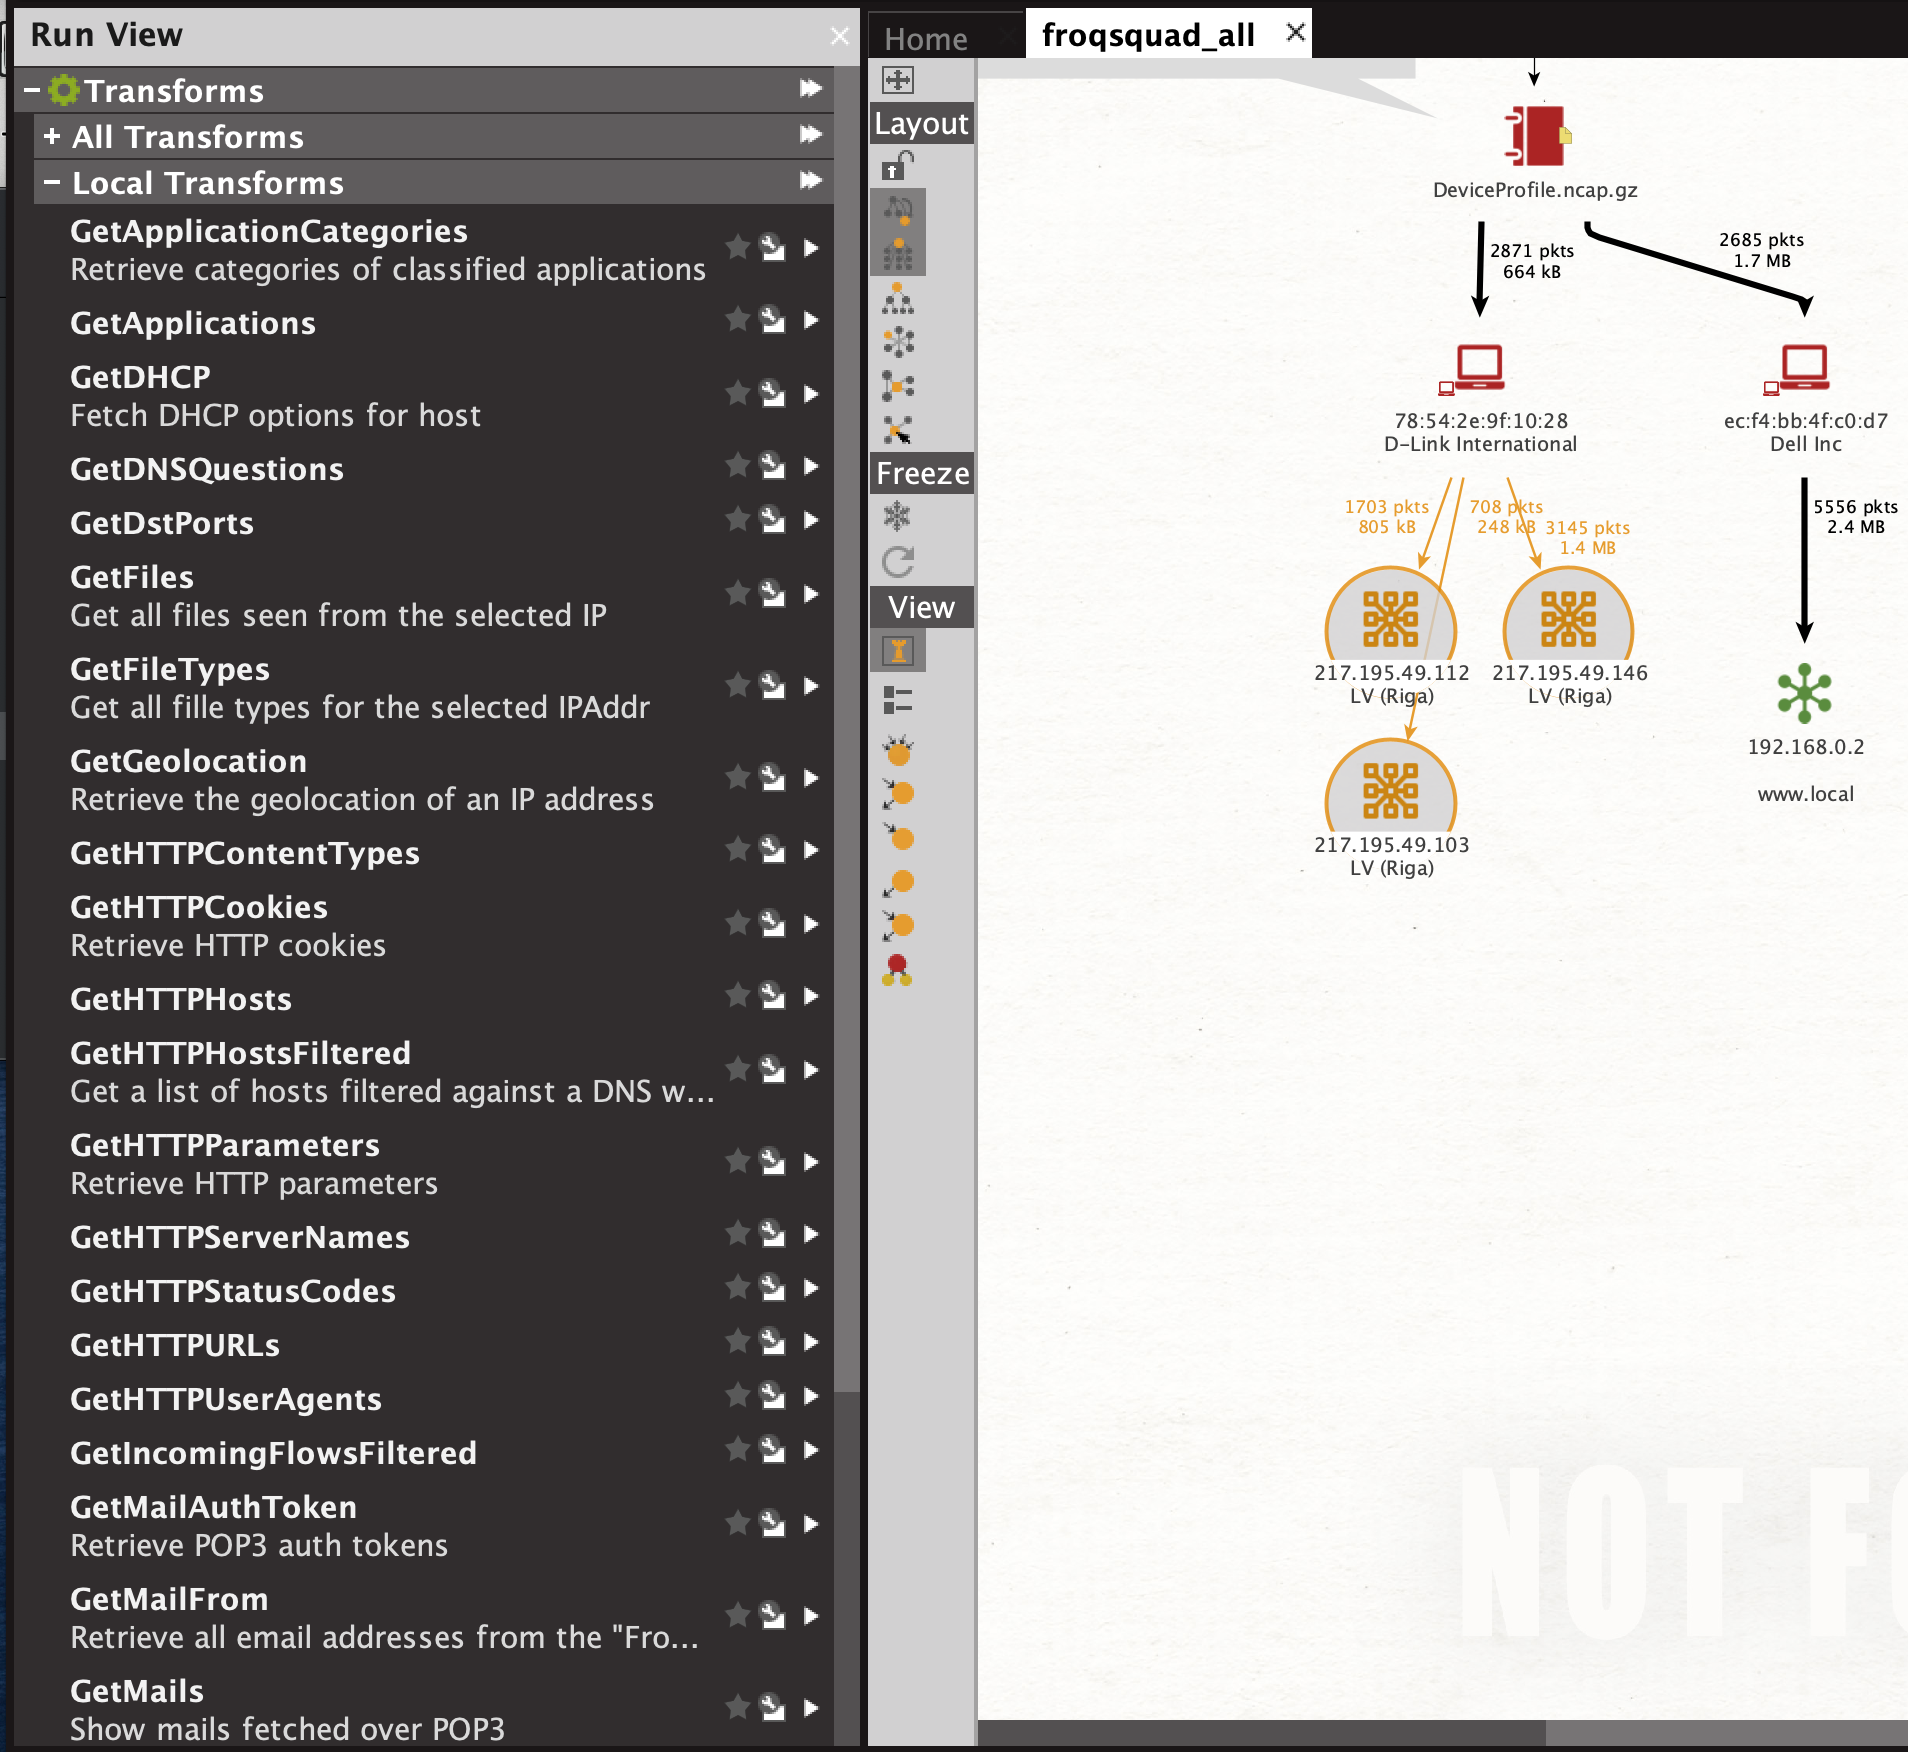 Run View
Transforms
All Transforms
Local Transforms
GetApplicationCategories
Retrieve categories of classified applications
GetApplications
GetDHCP
Fetch DHCP options for host
GetDNSQuestions
GetDstPorts
GetFiles
Get all files seen from the selected IP
GetFileTypes
Get all fille types for the selected IPAddr
GetGeolocation
Retrieve the geolocation of an IP address
GetHTTPContentTypes
GetHTTPCookies
Retrieve HTTP cookies
GetHTTPHosts
GetHTTPHostsFiltered
Get a list of hosts filtered against a DNS w...
GetHTTPParameters
Retrieve HTTP parameters
GetHTTPServerNames
GetHTTPStatusCodes
GetHTTPURLs
GetHTTPUserAgents
GetIncomingFlowsFiltered
GetMailAuthToken
Retrieve POP3 auth tokens
GetMailFrom
Retrieve all email addresses from the "Fro...
GetMails
Show mails fetched over POP3
Home
froqsquad_all
Layout
Freeze
View
DeviceProfile.ncap.gz
2871 pkts
664 kB
2685 pkts
1.7 MB
78:54:2e:9f:10:28
D-Link International
ec:f4:bb:4f:c0:d7
Dell Inc
1703 pkts
805 kB
708 pkts
248 kB
3145 pkts
1.4 MB
5556 pkts
2.4 MB
217.195.49.112
LV (Riga)
217.195.49.146
LV (Riga)
192.168.0.2
www.local
217.195.49.103
LV (Riga)
NOT